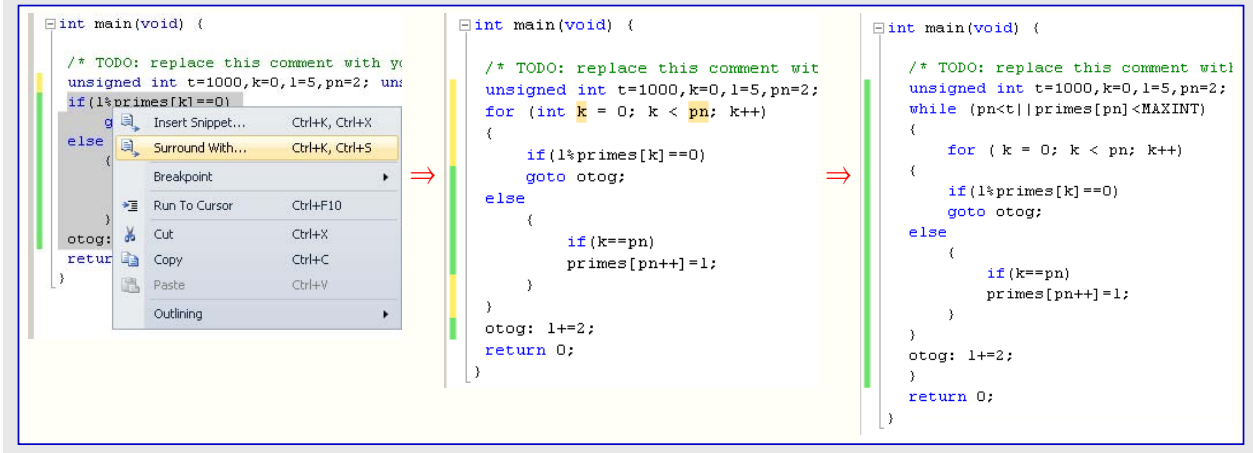 int main(void) {
/* TODO: replace this comment with yo
unsigned int t=1000,k=0,l=5,pn=2; uns
if(l%primes[k]==0)
g
else
{
}
otog:
retur
}
Insert Snippet... Ctrl+K, Ctrl+X
Surround With... Ctrl+K, Ctrl+S
Breakpoint
Run To Cursor Ctrl+F10
Cut Ctrl+X
Copy Ctrl+C
Paste Ctrl+V
Outlining
⇒
int main(void) {
/* TODO: replace this comment wit
unsigned int t=1000,k=0,l=5,pn=2;
for (int k = 0; k < pn; k++)
{
if(l%primes[k]==0)
goto otog;
else
{
if(k==pn)
primes[pn++]=l;
}
}
otog: l+=2;
return 0;
}
⇒
int main(void) {
/* TODO: replace this comment with
unsigned int t=1000,k=0,l=5,pn=2;
while (pn<t||primes[pn]<MAXINT)
{
for ( k = 0; k < pn; k++)
{
if(l%primes[k]==0)
goto otog;
else
{
if(k==pn)
primes[pn++]=l;
}
}
otog: l+=2;
}
return 0;
}